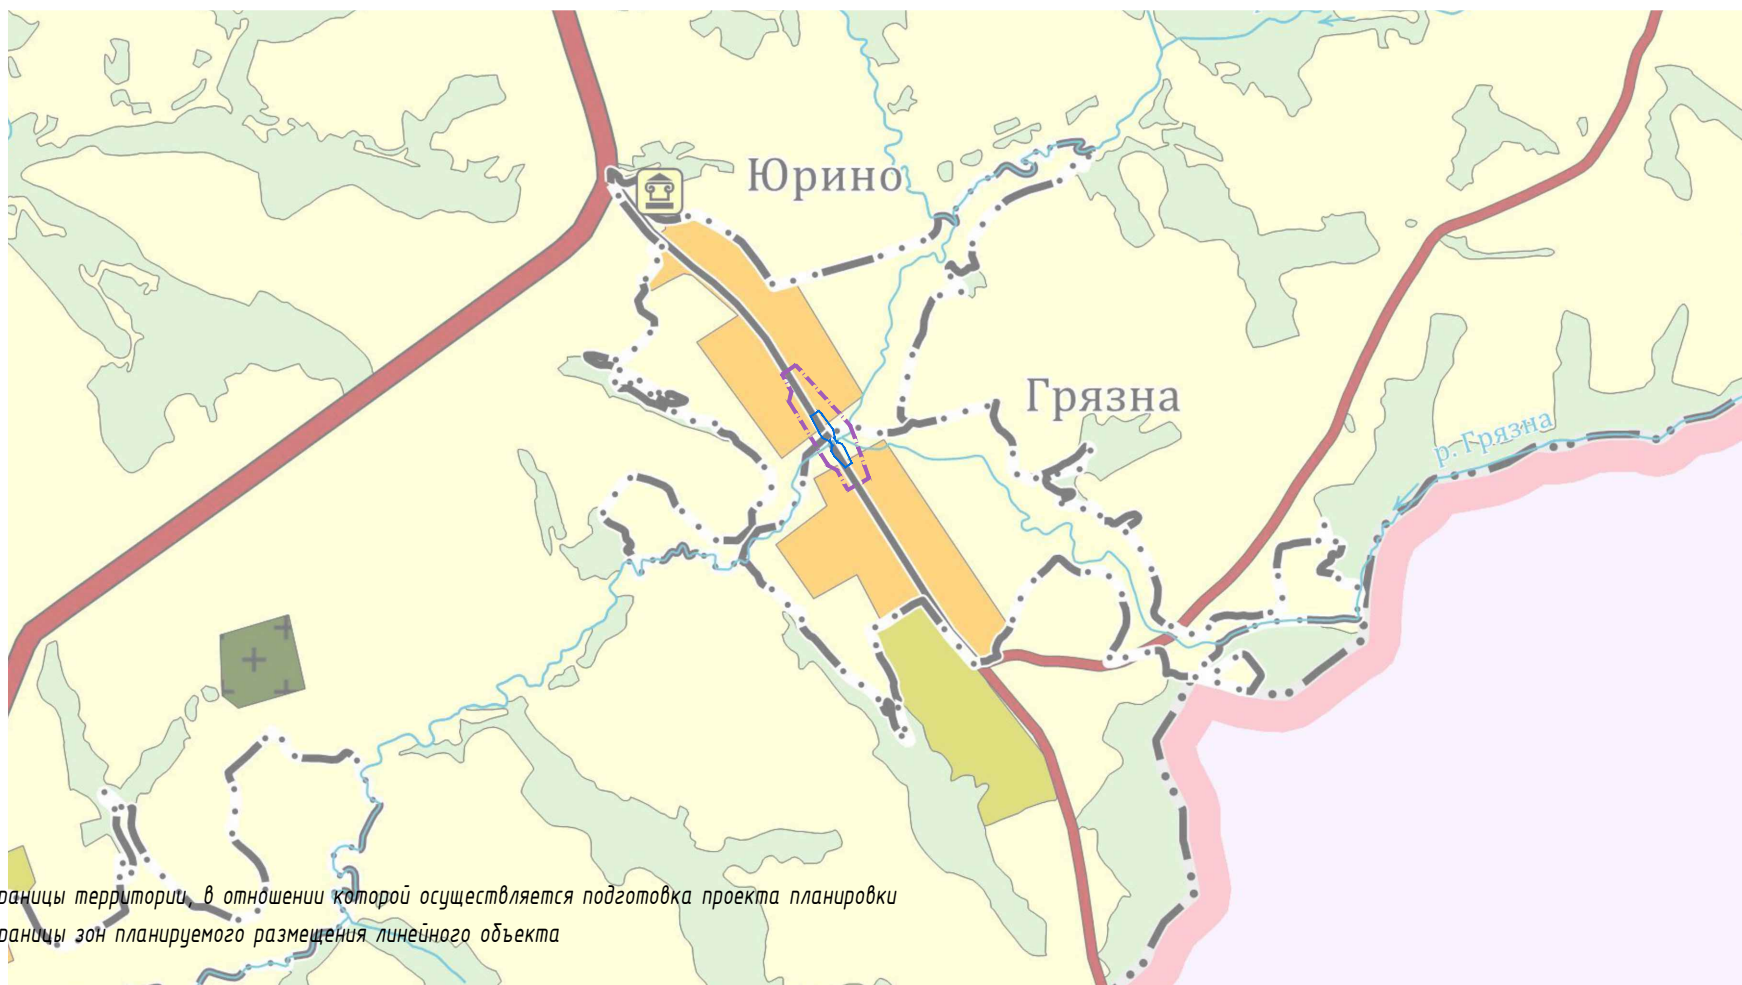 Юрино
Грязна
р. Грязна
раницы территории, в отношении которой осуществляется подготовка проекта планировки
раницы зон планируемого размещения линейного объекта